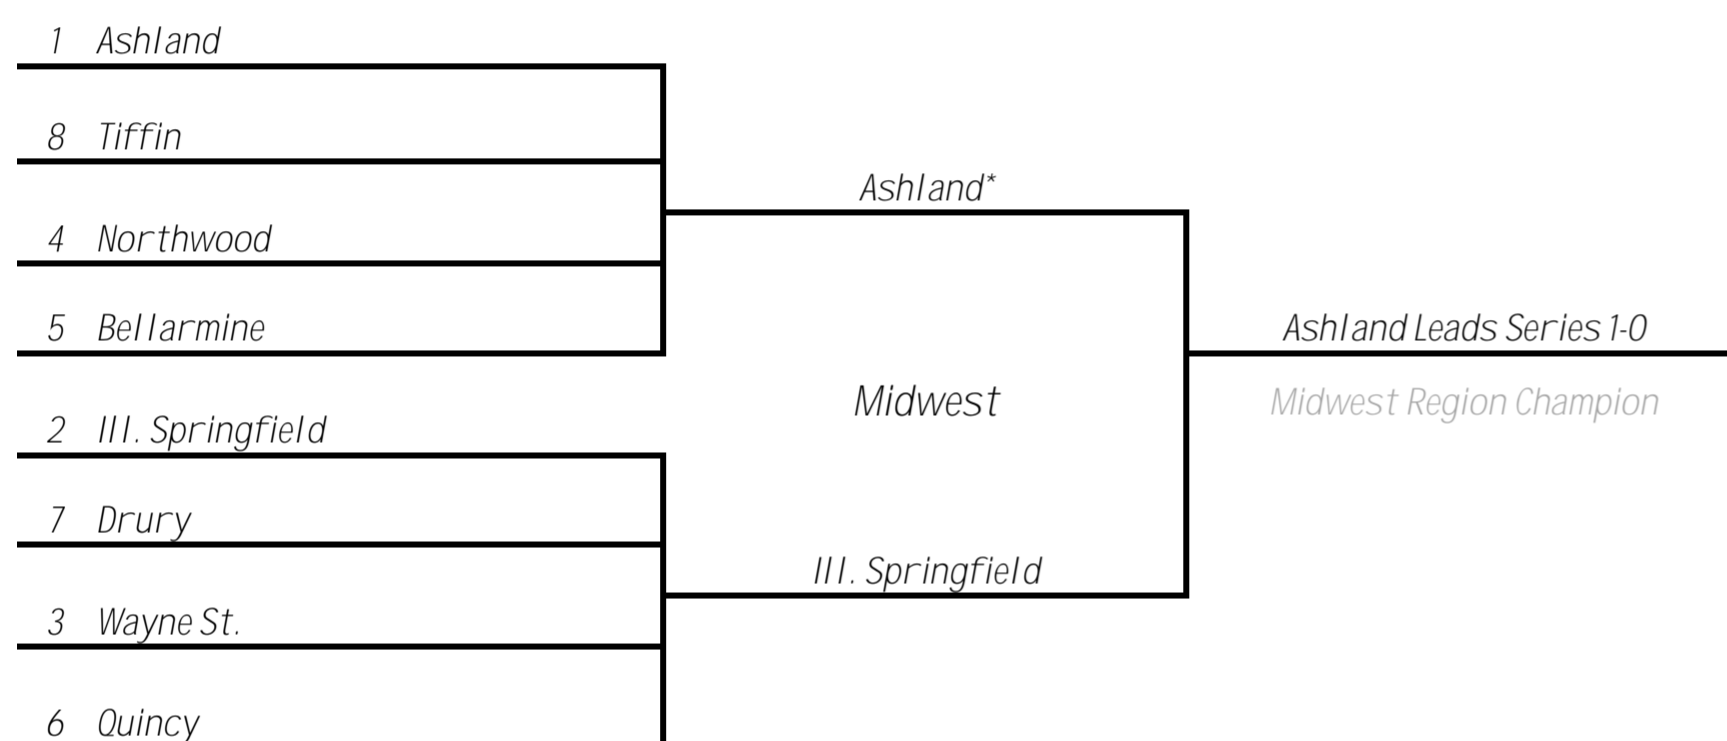 1 Ashland
8 Tiffin
4 Northwood
5 Bellarmine
2 Ill. Springfield
7 Drury
3 Wayne St.
6 Quincy
Ashland*
Midwest
Ill. Springfield
Ashland Leads Series 1-0
Midwest Region Champion